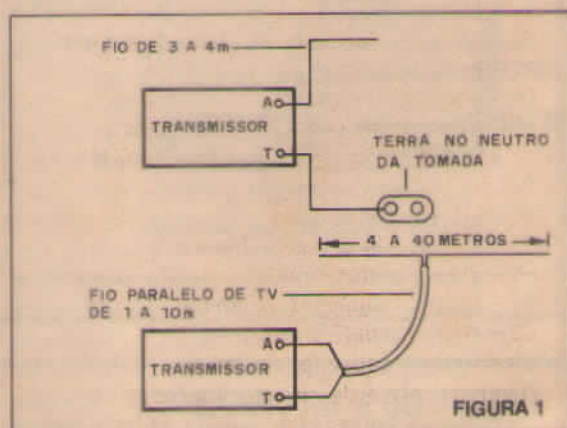 FIO DE 3 A 4m
A
TRANSMISSOR
T
TERRA NO NEUTRO
DA TOMADA
4 A 40 METROS
FIO PARALELO DE TV
DE 1 A 10m
A
TRANSMISSOR
T
FIGURA 1